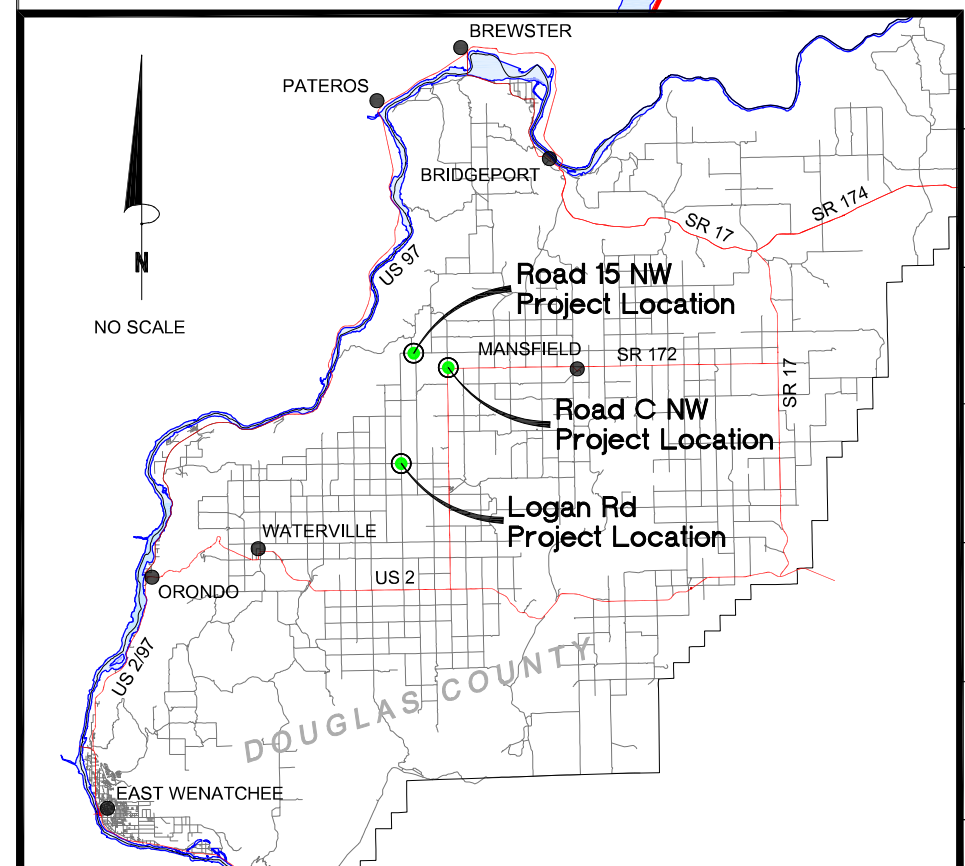 BREWSTER
PATEROS
BRIDGEPORT
SR 174
SR 17
US 97
N
Road 15 NW
Project Location
NO SCALE
MANSFIELD
SR 172
SR 17
Road C NW
Project Location
Logan Rd
Project Location
WATERVILLE
US 2
ORONDO
US 2/97
DOUGLAS COUNTY
EAST WENATCHEE